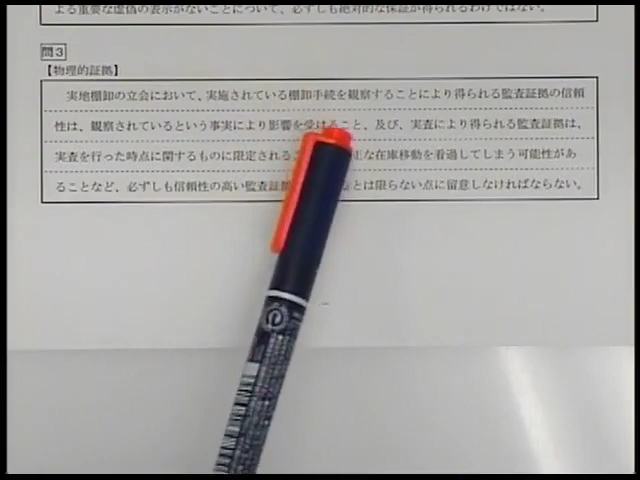 よる重要な虚偽の表示がないことについて、必ずしも絶対的な保証が得られるわけではない。
問3
【物理的証拠】
実地棚卸の立会において、実施されている棚卸手続を観察することにより得られる監査証拠の信頼
性は、観察されているという事実により影響を受けること、及び、実査により得られる監査証拠は、
実査を行った時点に関するものに限定される な在庫移動を看過してしまう可能性があ
ることなど、必ずしも信頼性の高い監査証 とは限らない点に留意しなければならない。